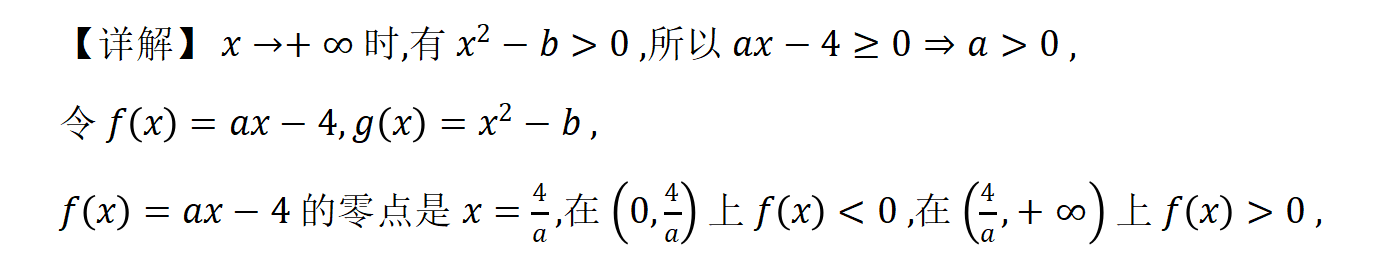 【详解】 x →+ ∞ 时,有 x² − b > 0 ,所以 ax − 4 ≥ 0 ⇒ a > 0 ,
令 f(x) = ax − 4, g(x) = x² − b ,
f(x) = ax − 4 的零点是 x = 4/a ,在 (0, 4/a) 上 f(x) < 0 ,在 (4/a, + ∞) 上 f(x) > 0 ,